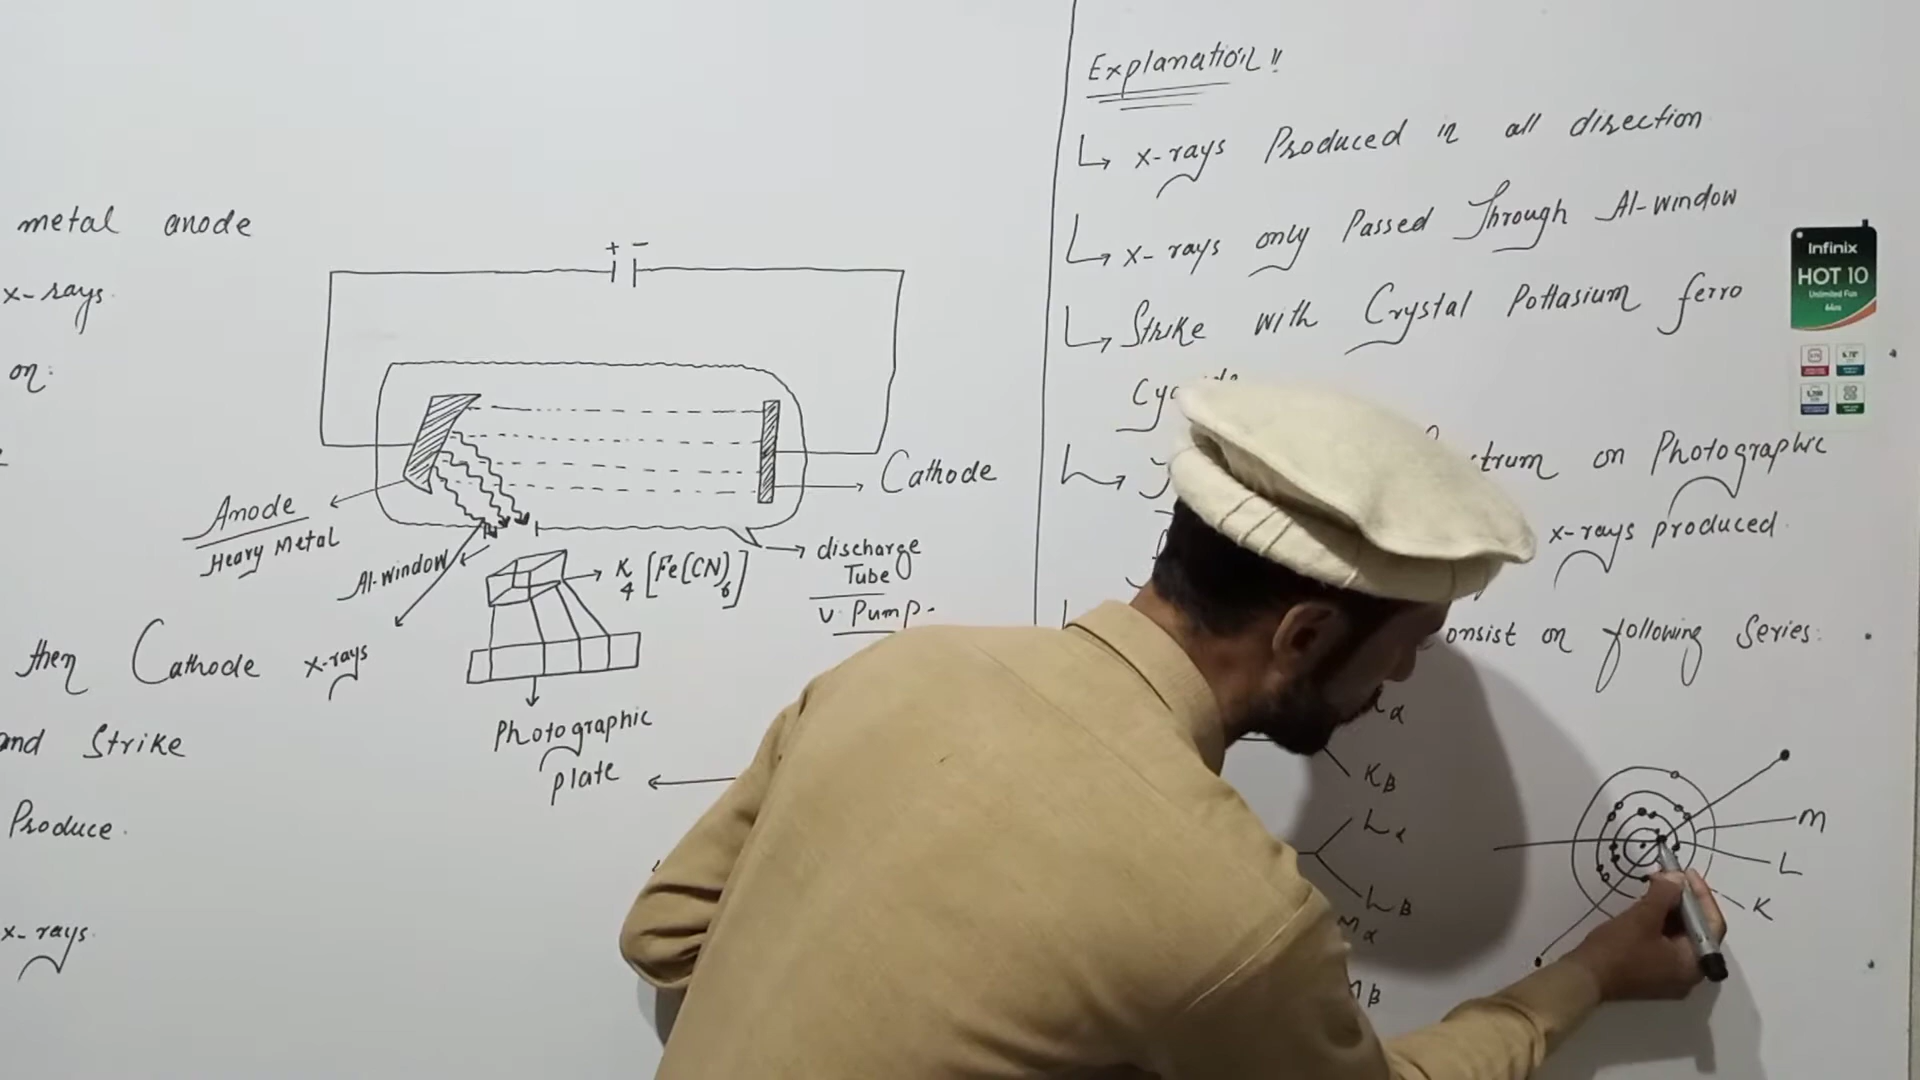 metal anode
x-rays.
on:
then Cathode x-rays
and Strike
Produce.
x-rays.
+ -
Anode
Heavy Metal
Al-window
Cathode
K4[Fe(CN)6]
discharge
Tube
V. Pump.
Photographic
plate
Explanation!!
x-rays Produced in all direction
x-rays only Passed Through Al-window
Strike with Crystal Pottasium ferro
on Photographic
x-rays produced
on following Series:
Kβ
Lα
Lβ
Mα
Mβ
M
L
K
Infinix
HOT 10